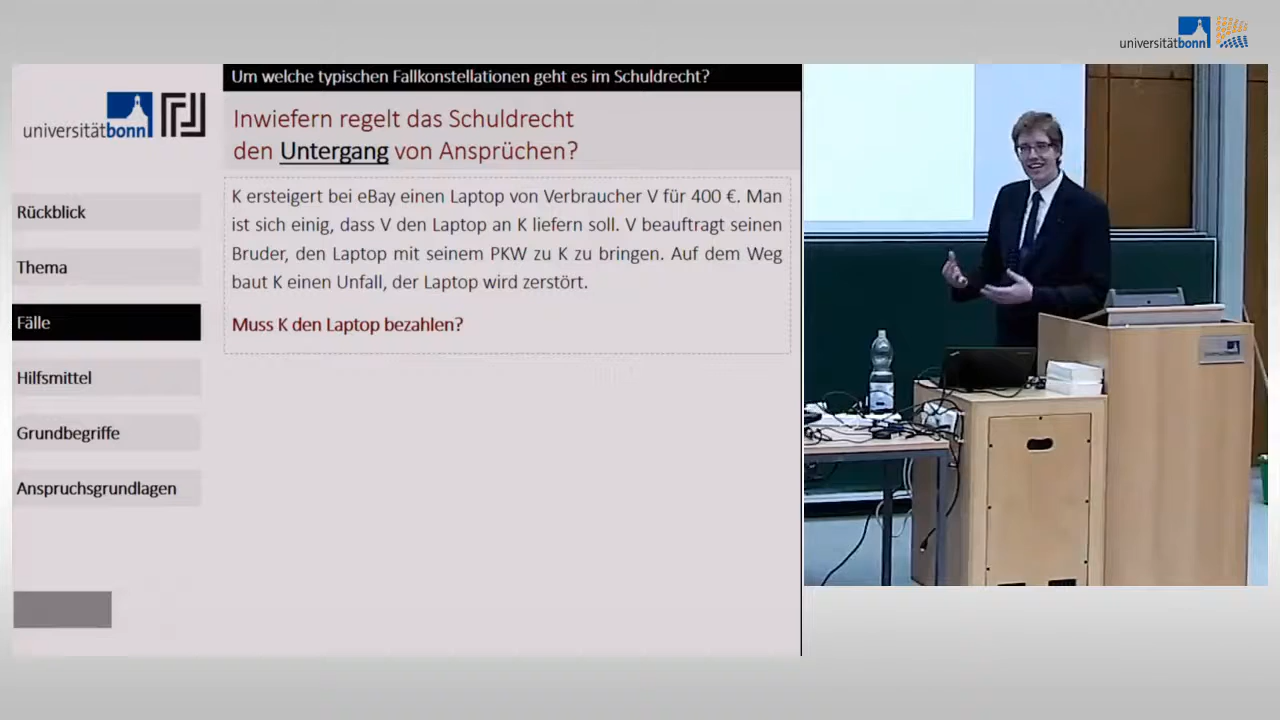 universitätbonn
Um welche typischen Fallkonstellationen geht es im Schuldrecht?
universitätbonn
Inwiefern regelt das Schuldrecht
den Untergang von Ansprüchen?
K ersteigert bei eBay einen Laptop von Verbraucher V für 400 €. Man
ist sich einig, dass V den Laptop an K liefern soll. V beauftragt seinen
Bruder, den Laptop mit seinem PKW zu K zu bringen. Auf dem Weg
baut K einen Unfall, der Laptop wird zerstört.
Muss K den Laptop bezahlen?
Rückblick
Thema
Fälle
Hilfsmittel
Grundbegriffe
Anspruchsgrundlagen